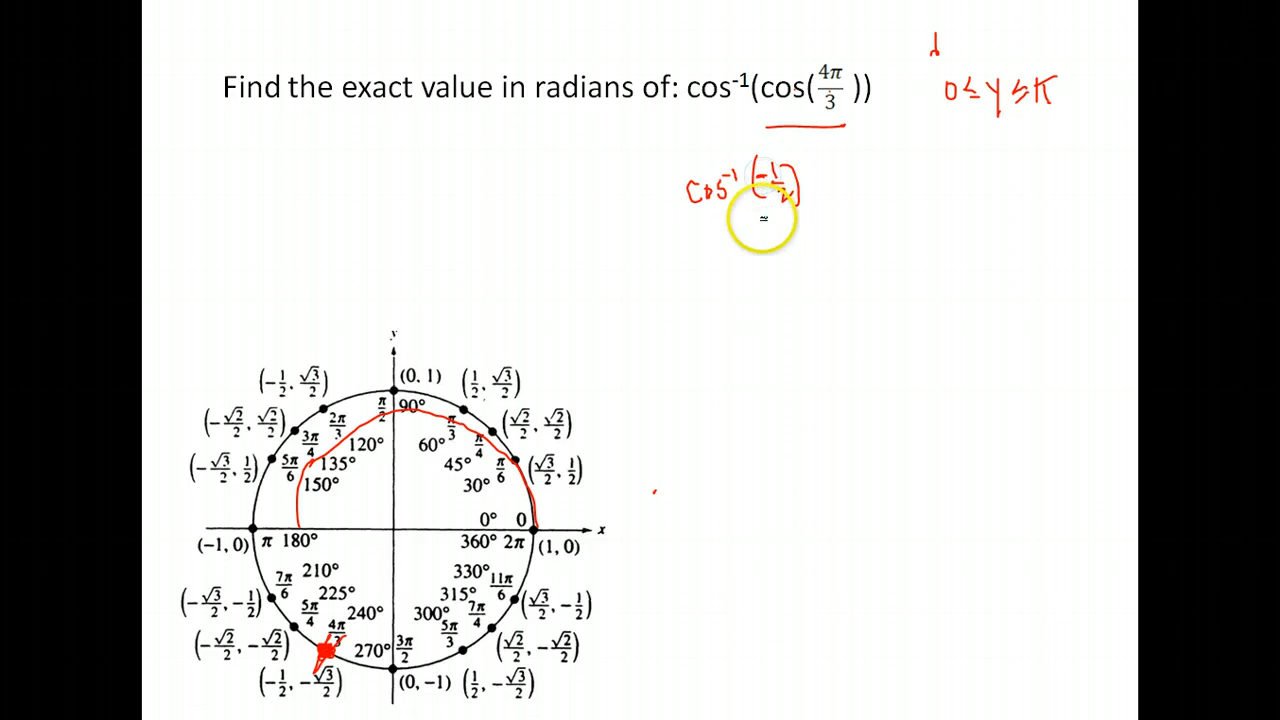 Find the exact value in radians of: cos⁻¹(cos(4π/3))
0 ≤ y ≤ π
cos⁻¹(-1/2)
y
(-1/2, √3/2) (0, 1) (1/2, √3/2)
(-√2/2, √2/2) 2π/3 π/2 90° π/3 (√2/2, √2/2)
3π/4 120° 60° π/4
(-√3/2, 1/2) 5π/6 135° 45° π/6 (√3/2, 1/2)
150° 30°
0° 0 x
(-1, 0) π 180° 360° 2π (1, 0)
7π/6 210° 330° 11π/6
(-√3/2, -1/2) 225° 315° (√3/2, -1/2)
5π/4 240° 300° 7π/4
(-√2/2, -√2/2) 4π/3 270° 3π/2 5π/3 (√2/2, -√2/2)
(-1/2, -√3/2) (0, -1) (1/2, -√3/2)